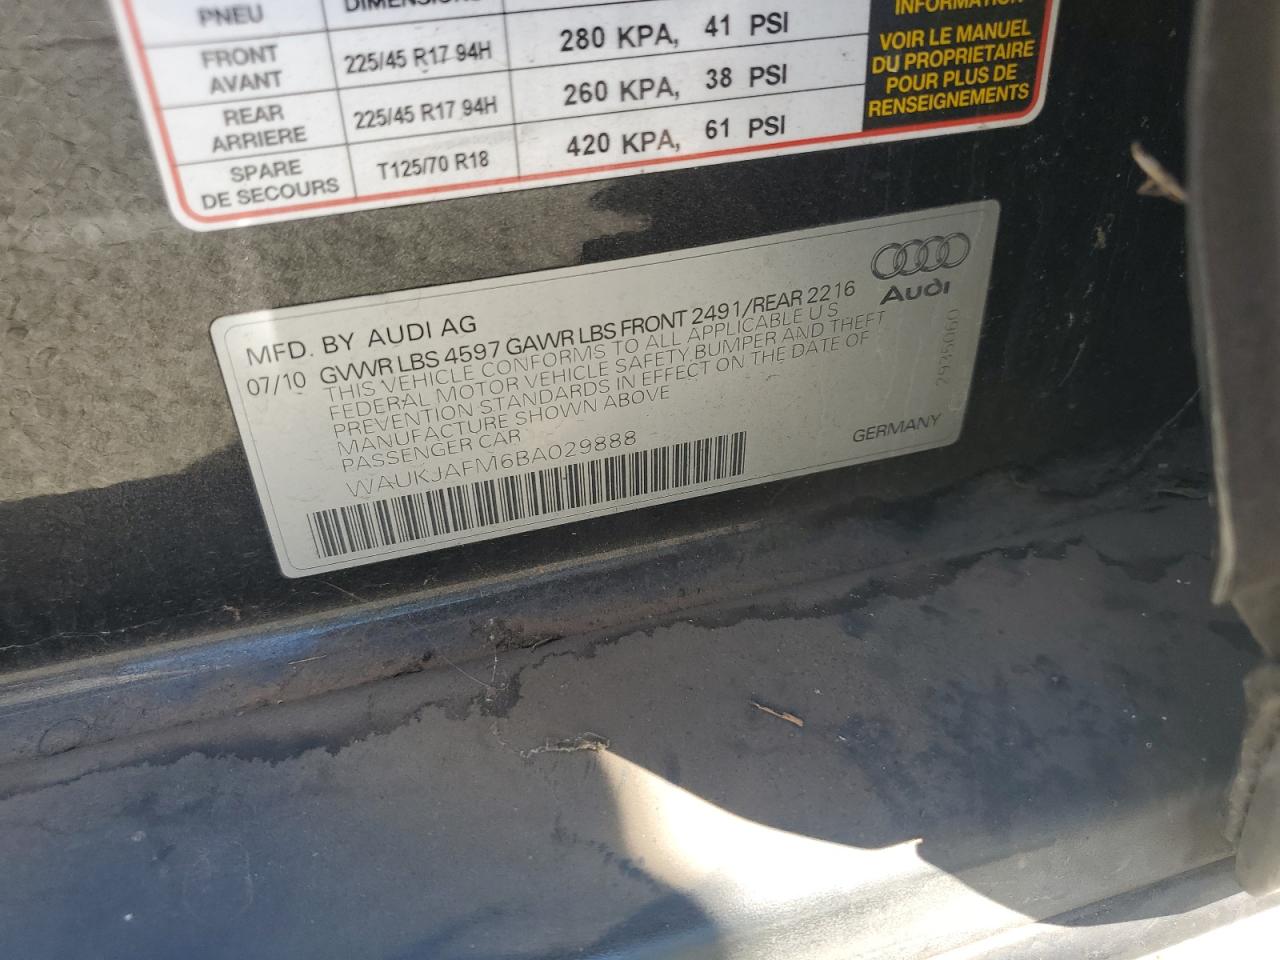 PNEU DIMENSIONS
FRONT AVANT 225/45 R17 94H 280 KPA, 41 PSI
REAR ARRIERE 225/45 R17 94H 260 KPA, 38 PSI
SPARE DE SECOURS T125/70 R18 420 KPA, 61 PSI
INFORMATION
VOIR LE MANUEL
DU PROPRIETAIRE
POUR PLUS DE
RENSEIGNEMENTS
Audi
MFD. BY AUDI AG
07/10 GVWR LBS 4597 GAWR LBS FRONT 2491/REAR 2216
THIS VEHICLE CONFORMS TO ALL APPLICABLE U S
FEDERAL MOTOR VEHICLE SAFETY, BUMPER AND THEFT
PREVENTION STANDARDS IN EFFECT ON THE DATE OF
MANUFACTURE SHOWN ABOVE
PASSENGER CAR
WAUKJAFM6BA029888
GERMANY
2935060